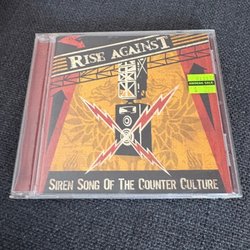 RISE AGAINST
SIREN SONG OF THE COUNTER CULTURE